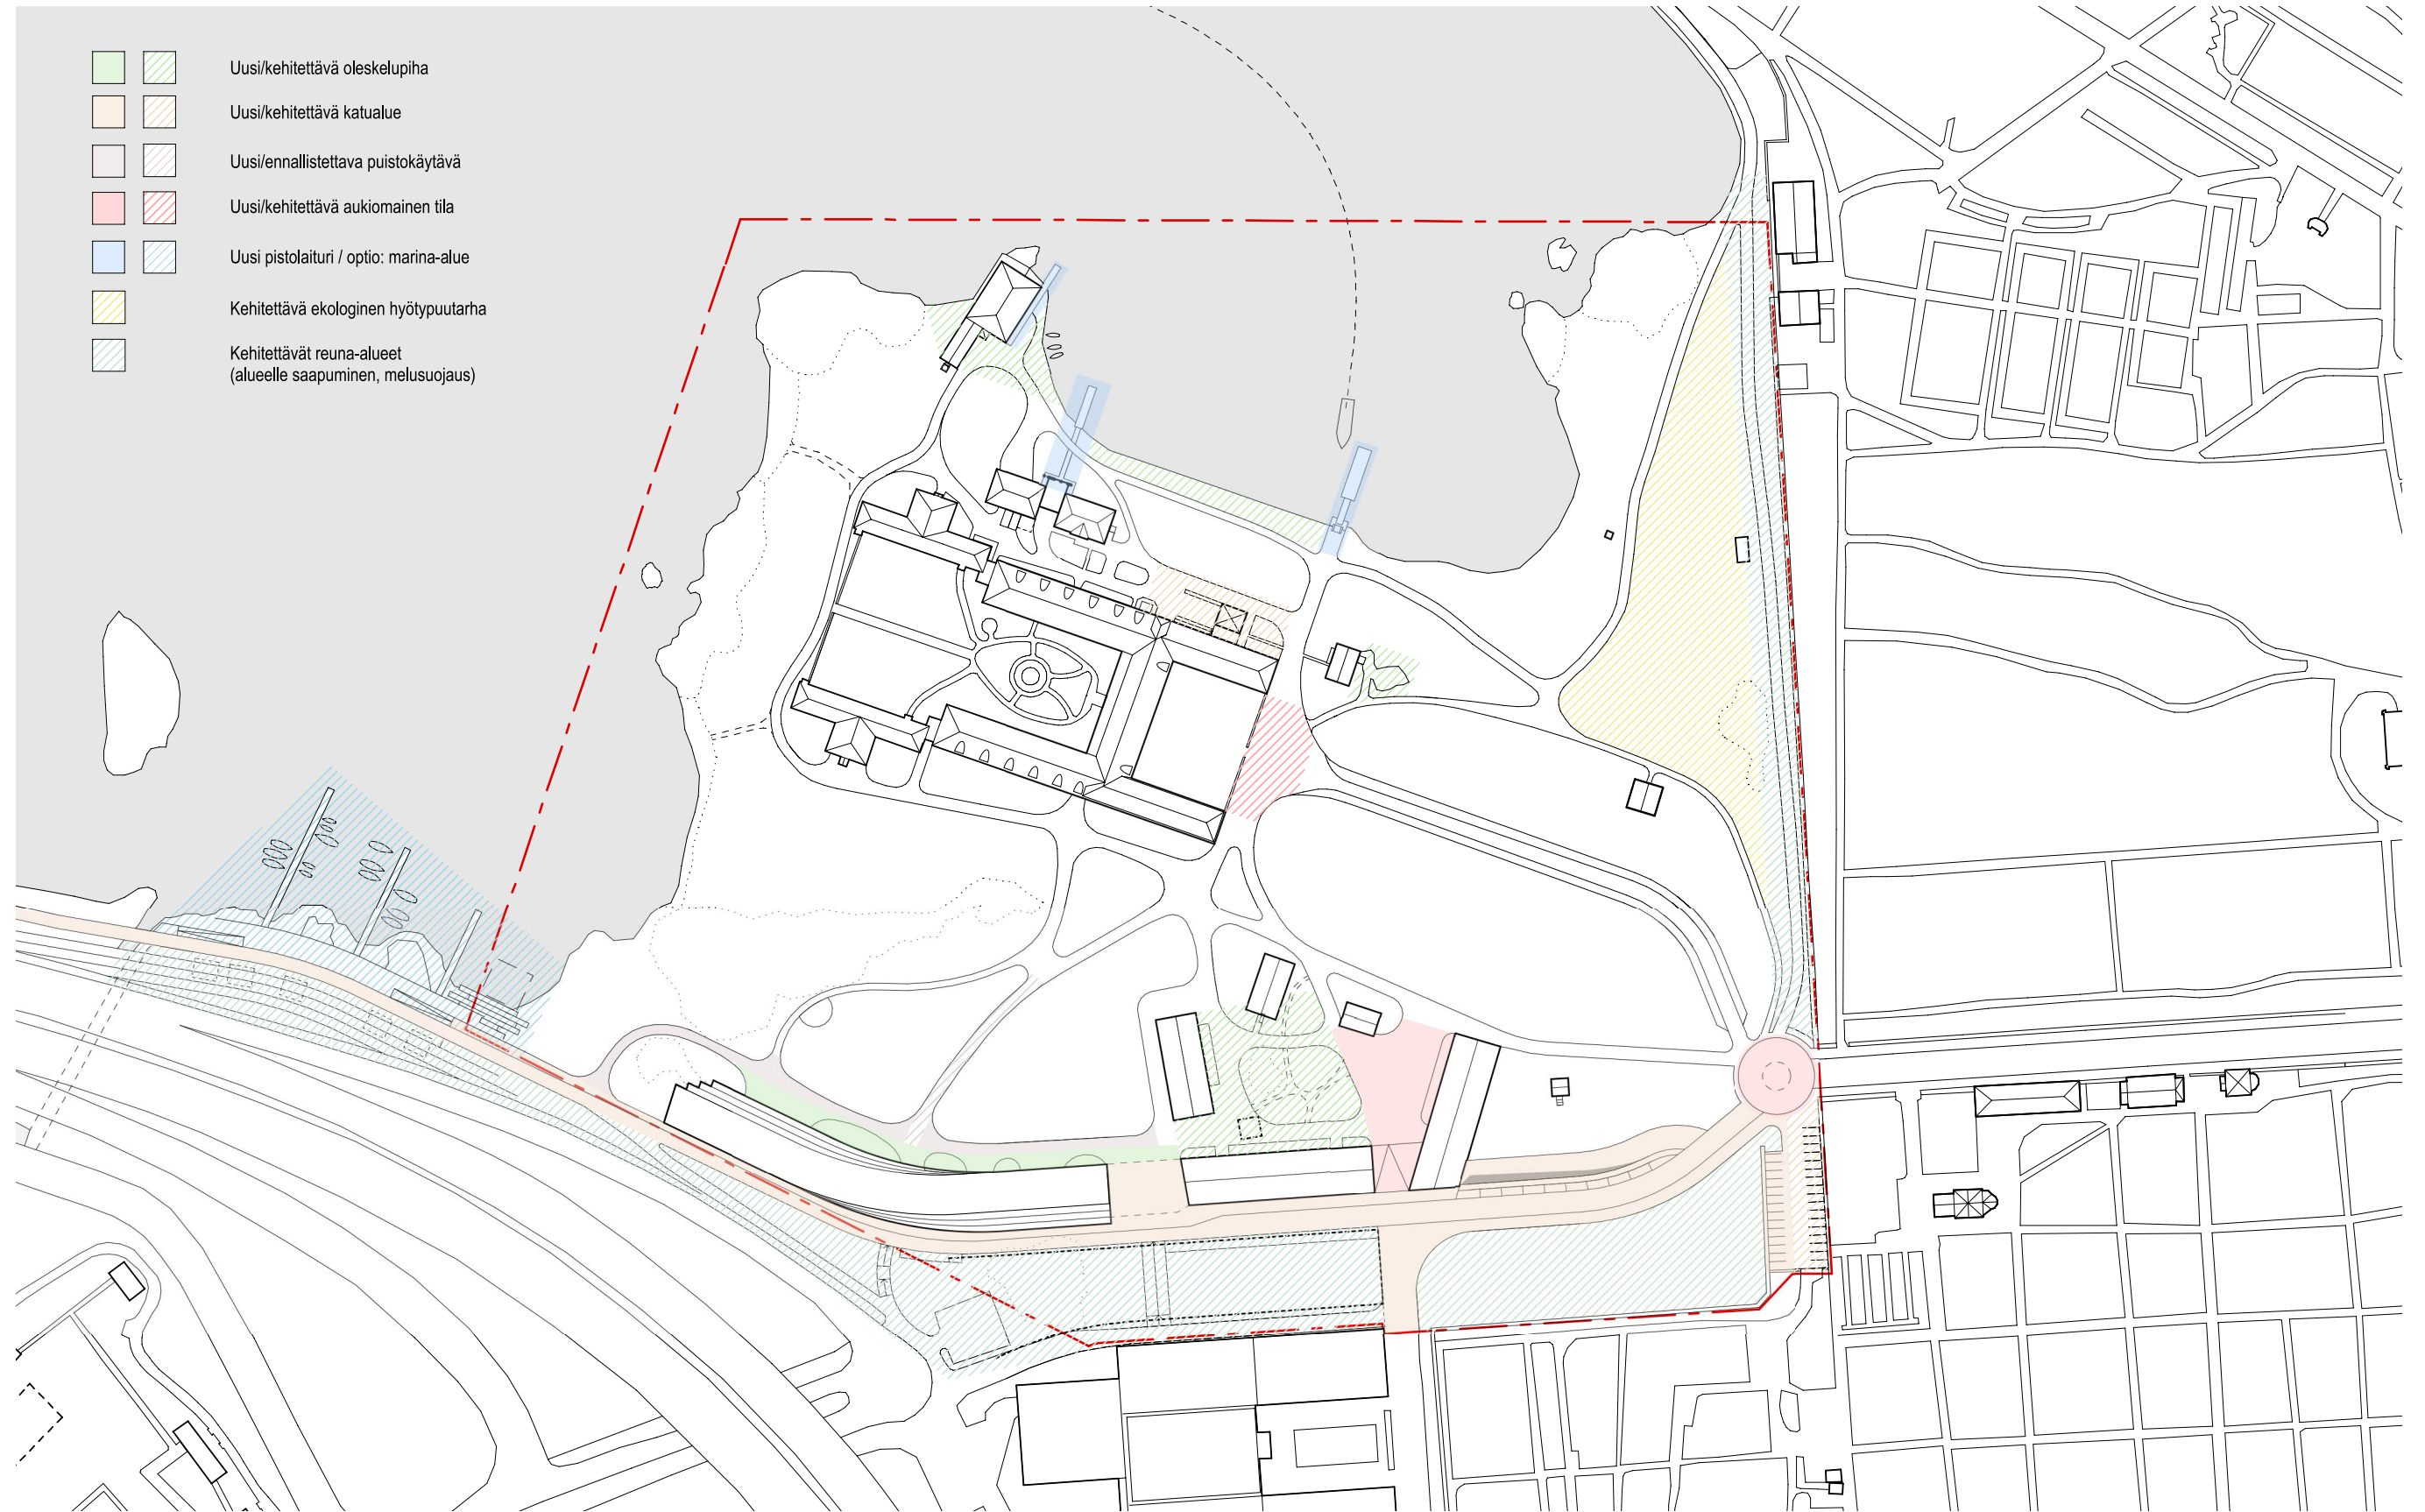 Uusi/kehitettävä oleskelupiha
Uusi/kehitettävä katualue
Uusi/ennallistettava puistokäytävä
Uusi/kehitettävä aukiomainen tila
Uusi pistolaituri / optio: marina-alue
Kehitettävä ekologinen hyötypuutarha
Kehitettävät reuna-alueet
(alueelle saapuminen, melusuojaus)